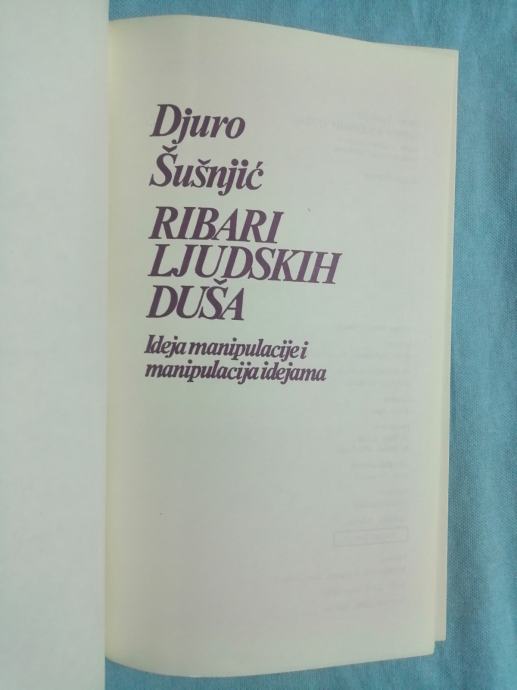 Djuro
Šušnjić
RIBARI
LJUDSKIH
DUŠA
Ideja manipulacije i
manipulacija idejama